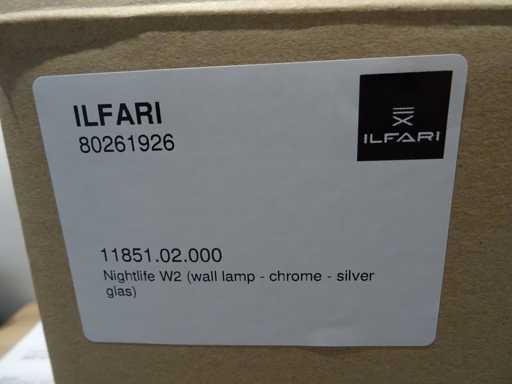 ILFARI
80261926
ILFARI
11851.02.000
Nightlife W2 (wall lamp - chrome - silver
glas)